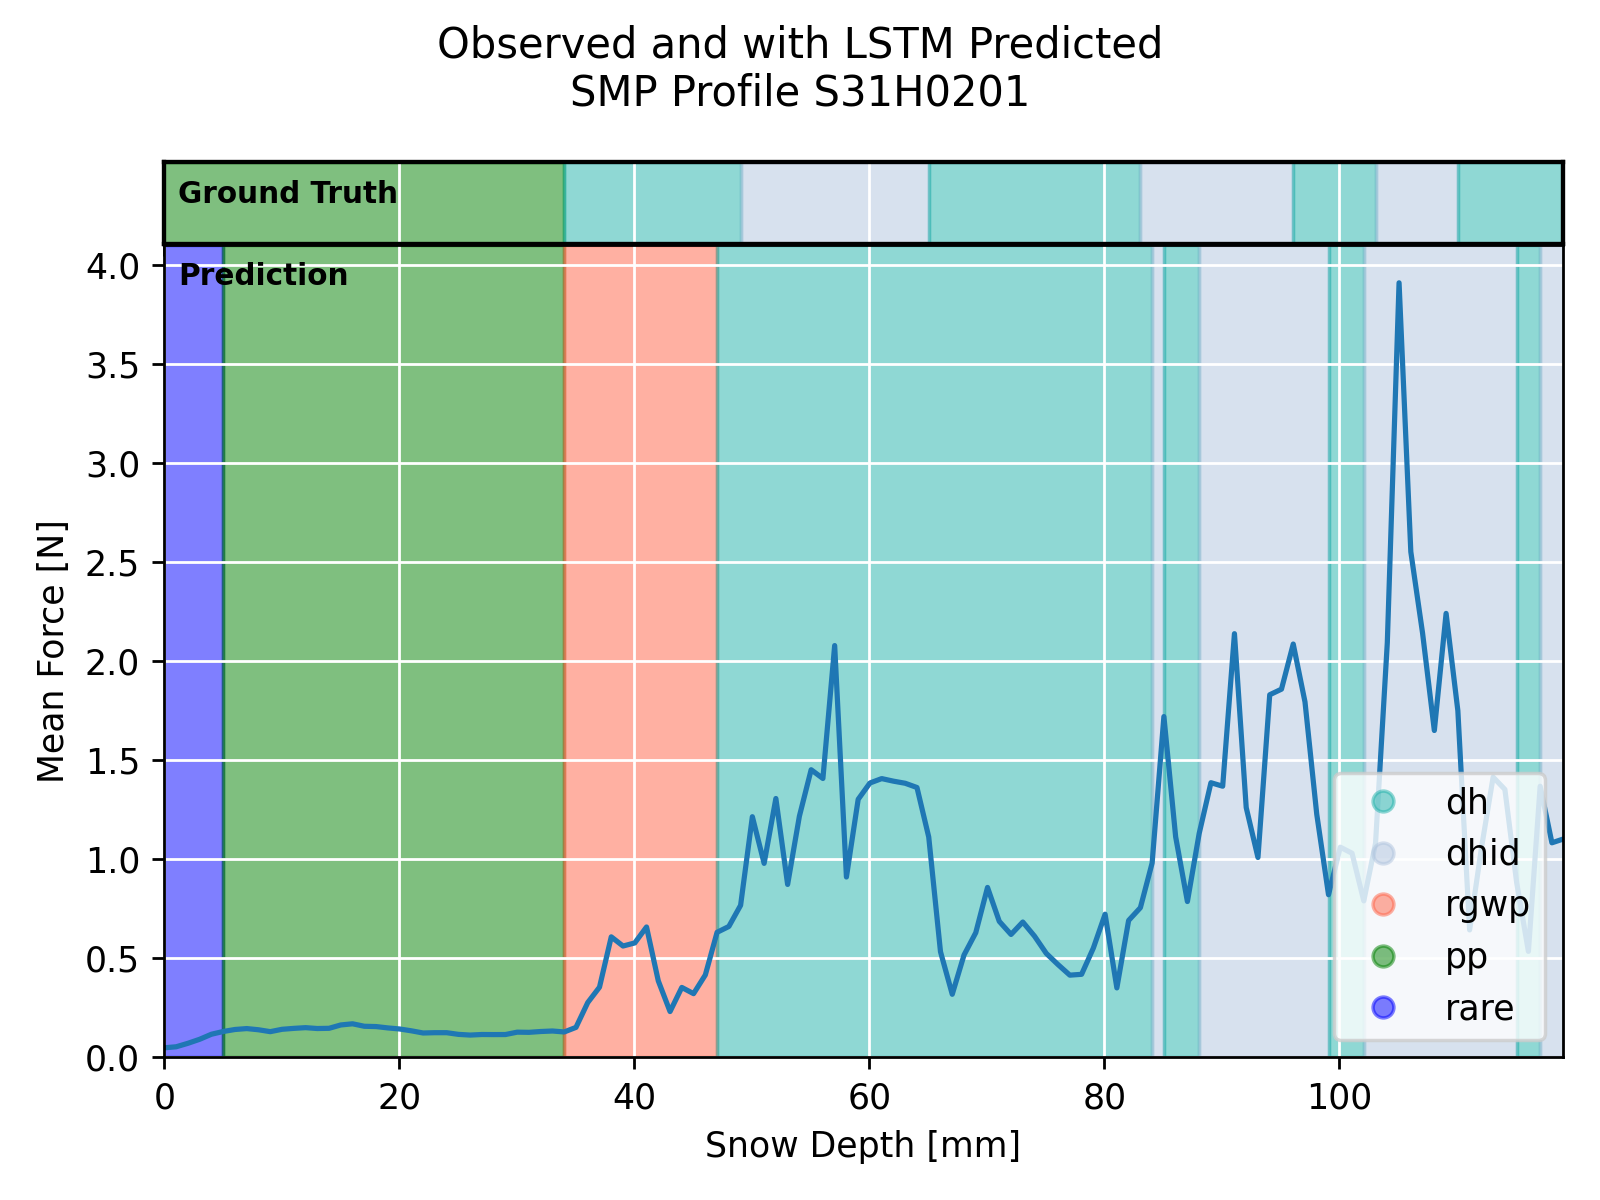 Observed and with LSTM Predicted
SMP Profile S31H0201
Ground Truth
Prediction
4.0
3.5
3.0
2.5
2.0
1.5
1.0
0.5
0.0
Mean Force [N]
dh
dhid
rgwp
pp
rare
0 20 40 60 80 100
Snow Depth [mm]